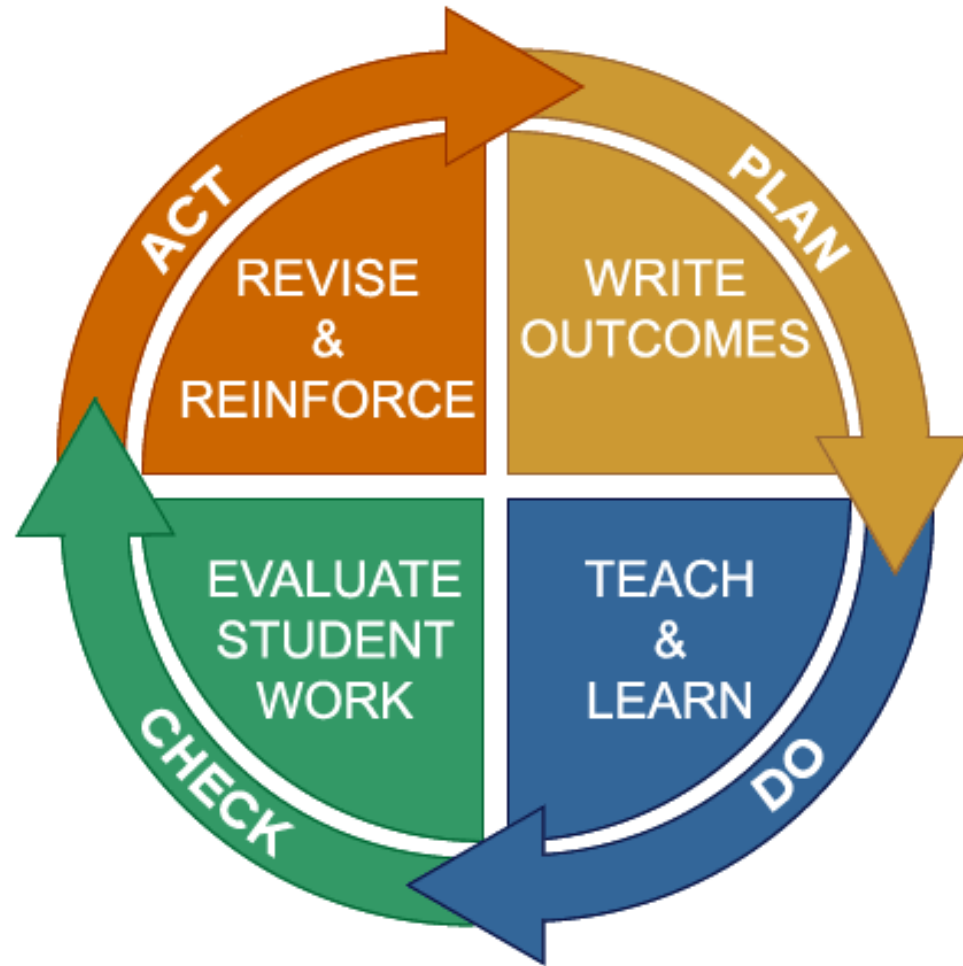 ACT
PLAN
REVISE
&
REINFORCE
WRITE
OUTCOMES
EVALUATE
STUDENT
WORK
TEACH
&
LEARN
CHECK
DO